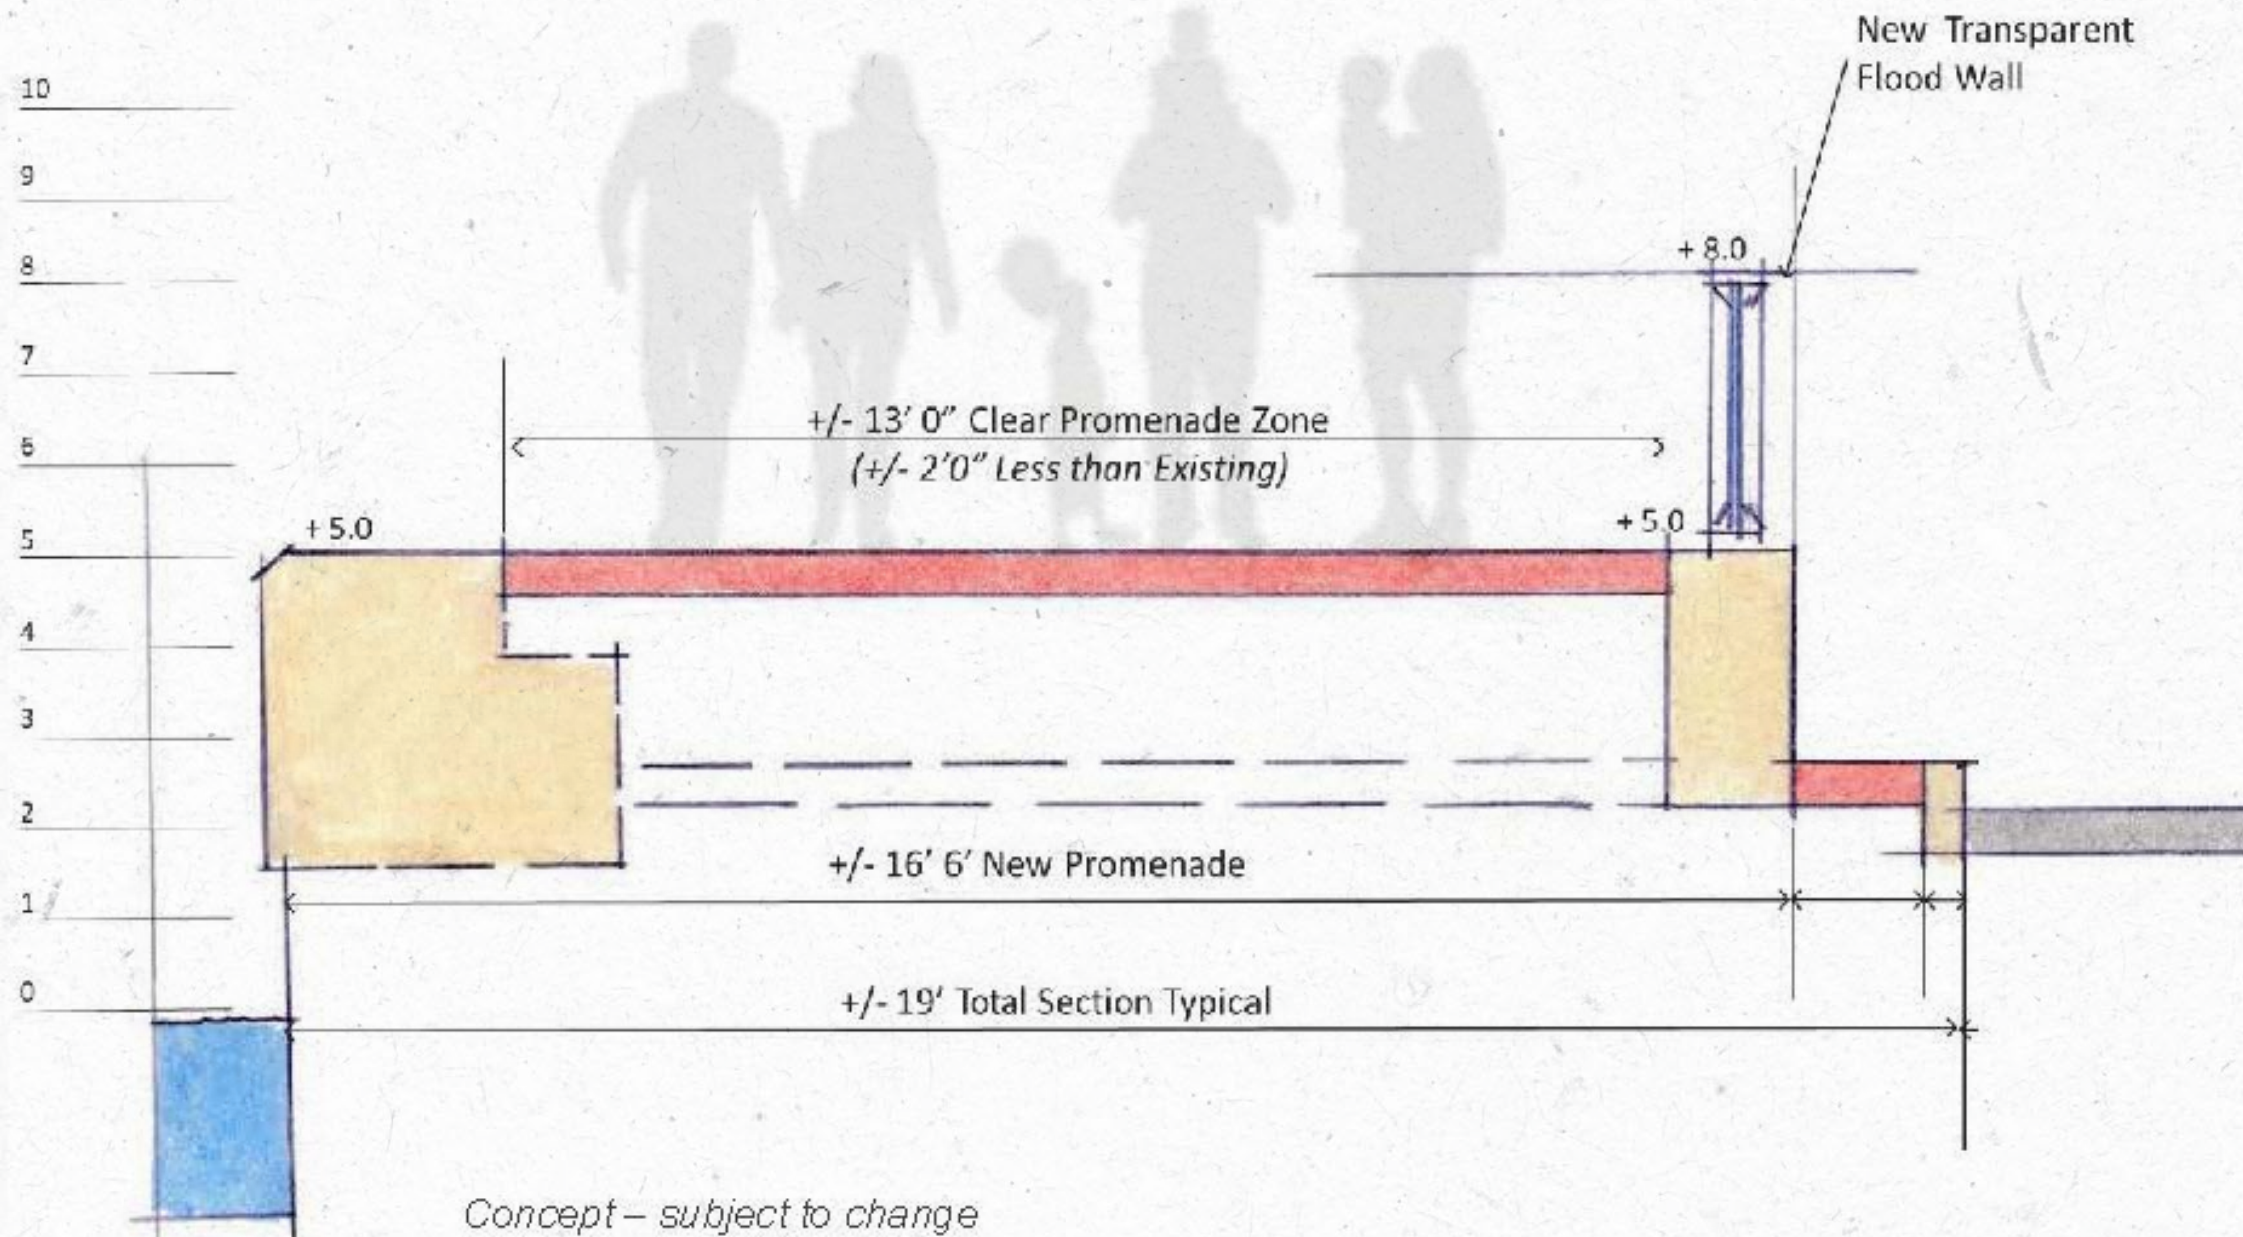 New Transparent
Flood Wall
10
9
8
+ 8.0
7
+/- 13' 0" Clear Promenade Zone
6
(+/- 2'0" Less than Existing)
5
+ 5.0
+ 5.0
4
3
2
+/- 16' 6' New Promenade
1
0
+/- 19' Total Section Typical
Concept – subject to change